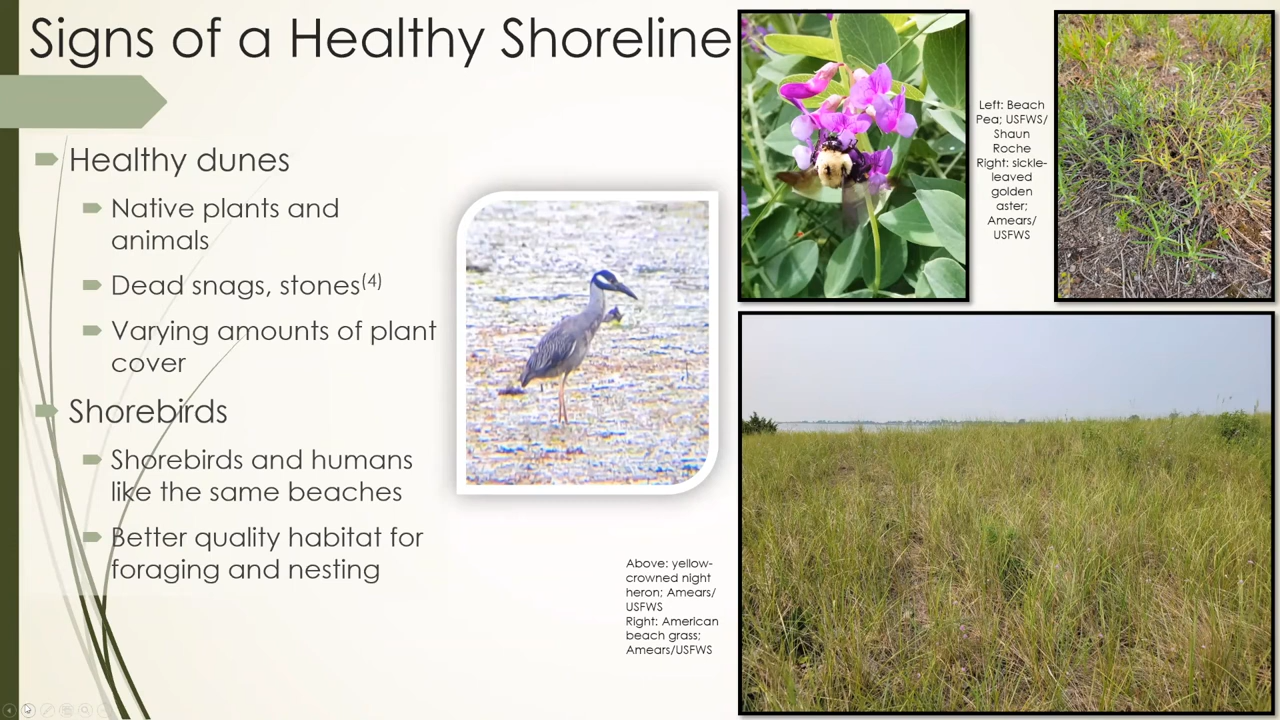 Signs of a Healthy Shoreline
Healthy dunes
Native plants and
animals
Dead snags, stones(4)
Varying amounts of plant
cover
Shorebirds
Shorebirds and humans
like the same beaches
Better quality habitat for
foraging and nesting
Above: yellow-
crowned night
heron; Amears/
USFWS
Right: American
beach grass;
Amears/USFWS
Left: Beach
Pea; USFWS/
Shaun
Roche
Right: sickle-
leaved
golden
aster;
Amears/
USFWS